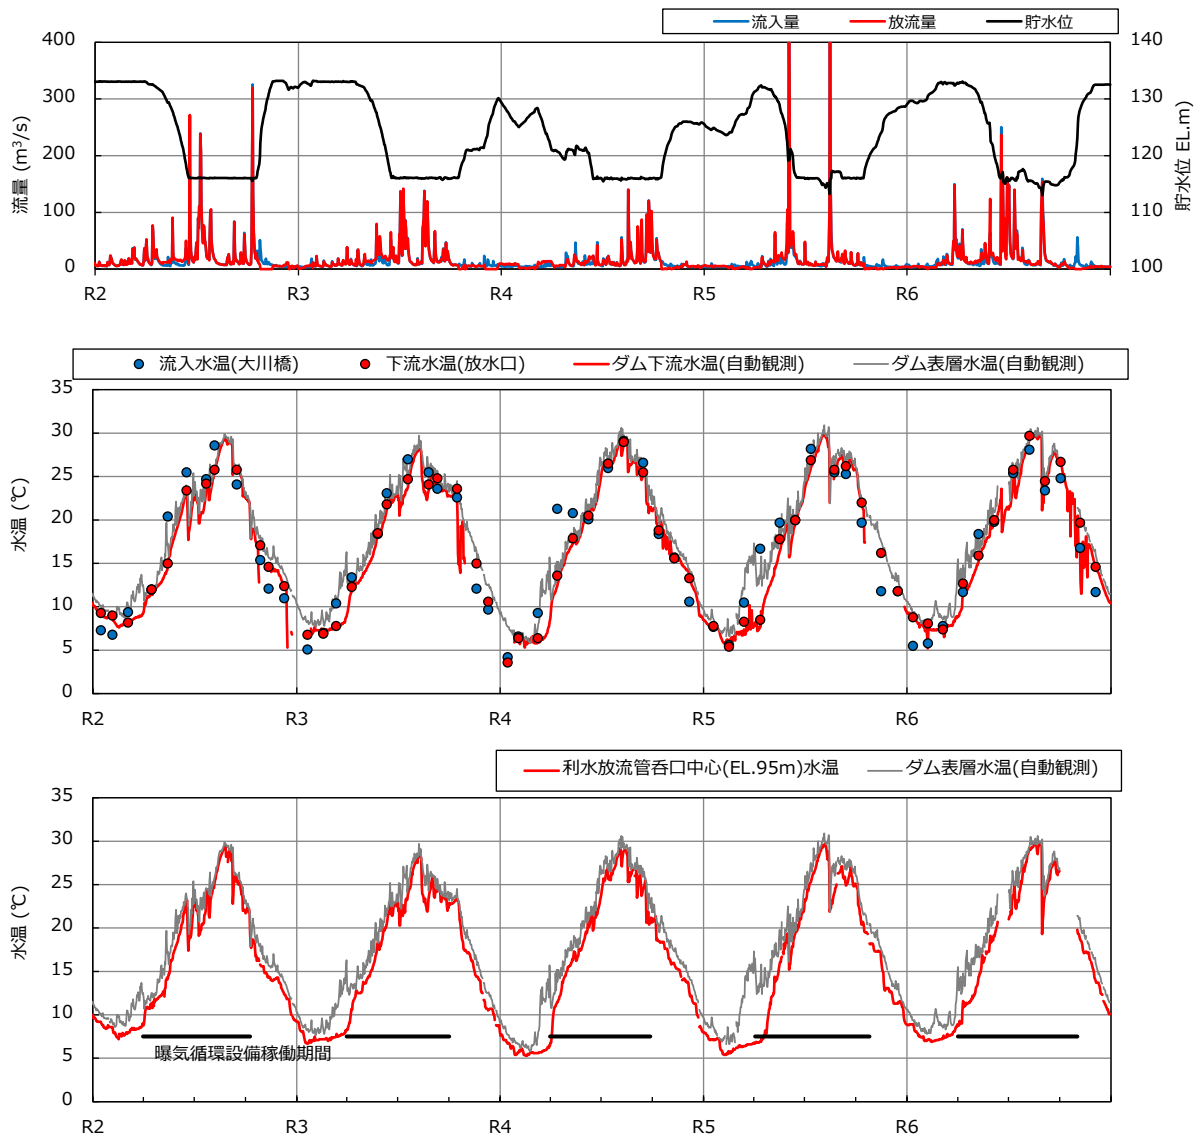 流入量 放流量 貯水位
400 140
300 130
200 120
100 110
0 100
流量 (m³/s)
貯水位 EL.m)
R2 R3 R4 R5 R6
流入水温(大川橋) 下流水温(放水口) ダム下流水温(自動観測) ダム表層水温(自動観測)
35
30
25
20
15
10
5
0
水温 (℃)
R2 R3 R4 R5 R6
利水放流管呑口中心(EL.95m)水温 ダム表層水温(自動観測)
35
30
25
20
15
10
5
0
水温 (℃)
曝気循環設備稼働期間
R2 R3 R4 R5 R6